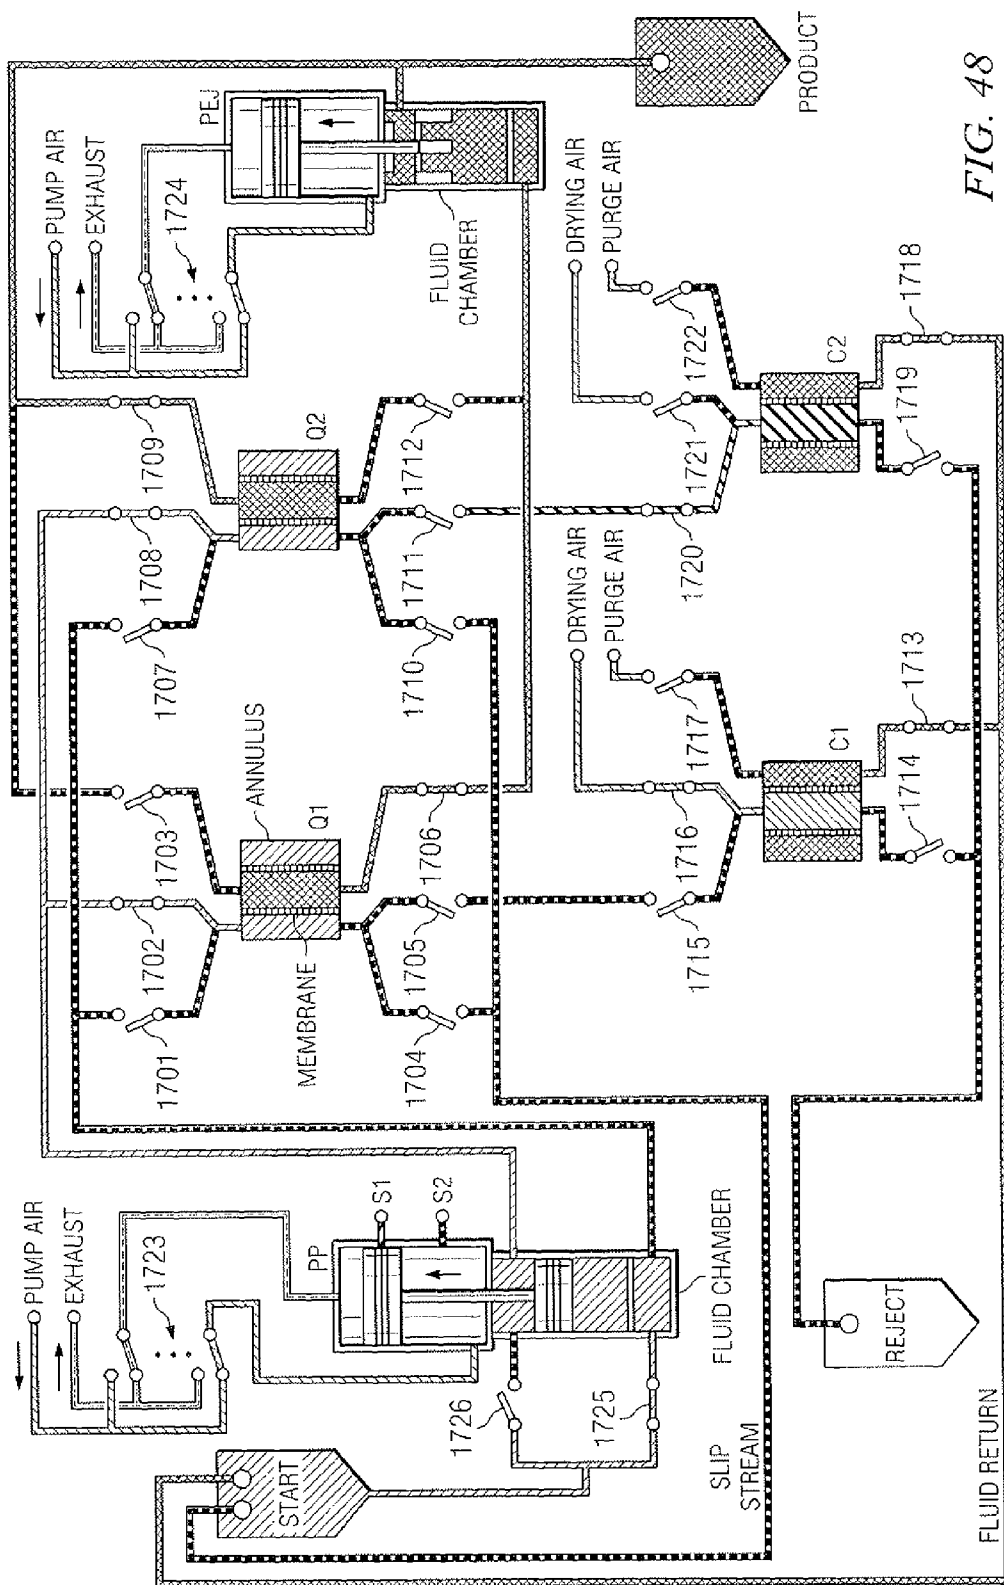 PUMP AIR
EXHAUST
1723
PP
S1
S2
START
1726
1725
SLIP
STREAM
FLUID CHAMBER
REJECT
FLUID RETURN
1701
1702
1703
ANNULUS
Q1
MEMBRANE
1704
1705
1706
1707
1708
1709
Q2
1710
1711
1712
PUMP AIR
EXHAUST
1724
PEJ
FLUID
CHAMBER
PRODUCT
DRYING AIR
PURGE AIR
1715
1716
1717
C1
1714
1713
DRYING AIR
PURGE AIR
1720
1721
1722
C2
1719
1718
FIG. 48